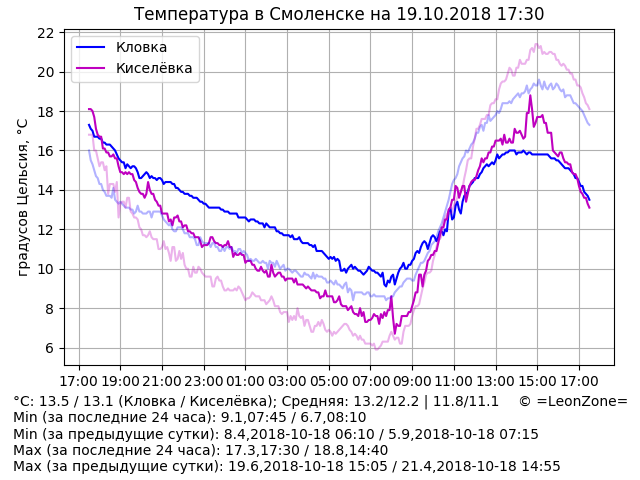 Температура в Смоленске на 19.10.2018 17:30
Кловка
Киселёвка
градусов Цельсия, °C
22
20
18
16
14
12
10
8
6
17:00 19:00 21:00 23:00 01:00 03:00 05:00 07:00 09:00 11:00 13:00 15:00 17:00
°C: 13.5 / 13.1 (Кловка / Киселёвка); Средняя: 13.2/12.2 | 11.8/11.1 © =LeonZone=
Min (за последние 24 часа): 9.1,07:45 / 6.7,08:10
Min (за предыдущие сутки): 8.4,2018-10-18 06:10 / 5.9,2018-10-18 07:15
Max (за последние 24 часа): 17.3,17:30 / 18.8,14:40
Max (за предыдущие сутки): 19.6,2018-10-18 15:05 / 21.4,2018-10-18 14:55